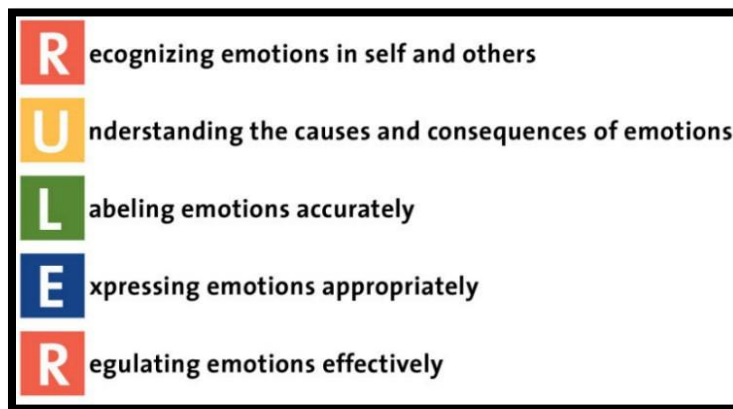 Recognizing emotions in self and others
Understanding the causes and consequences of emotions
Labeling emotions accurately
Expressing emotions appropriately
Regulating emotions effectively